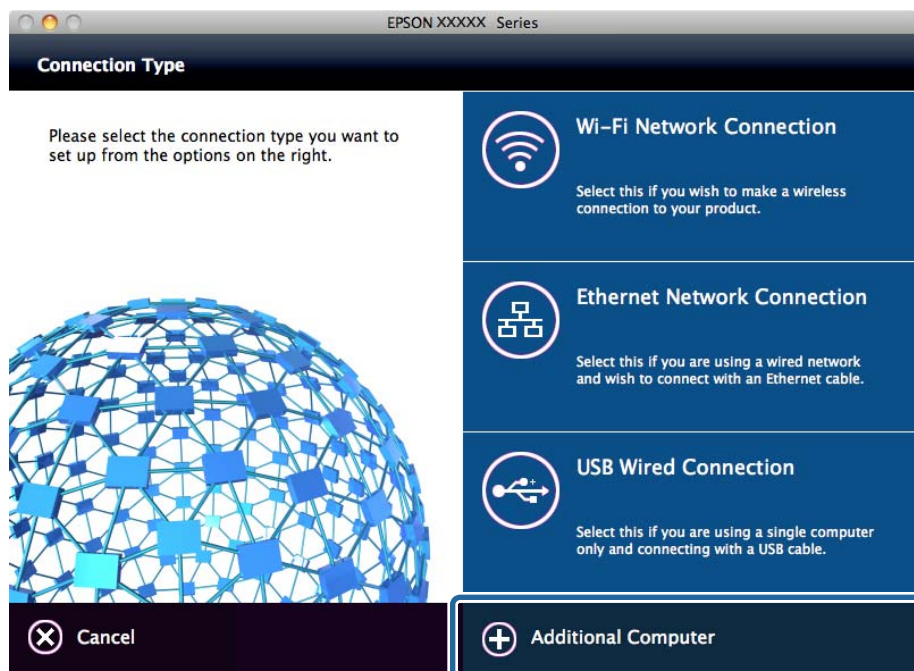 EPSON XXXXX Series
Connection Type
Please select the connection type you want to
set up from the options on the right.
Wi-Fi Network Connection
Select this if you wish to make a wireless
connection to your product.
Ethernet Network Connection
Select this if you are using a wired network
and wish to connect with an Ethernet cable.
USB Wired Connection
Select this if you are using a single computer
only and connecting with a USB cable.
Cancel
Additional Computer